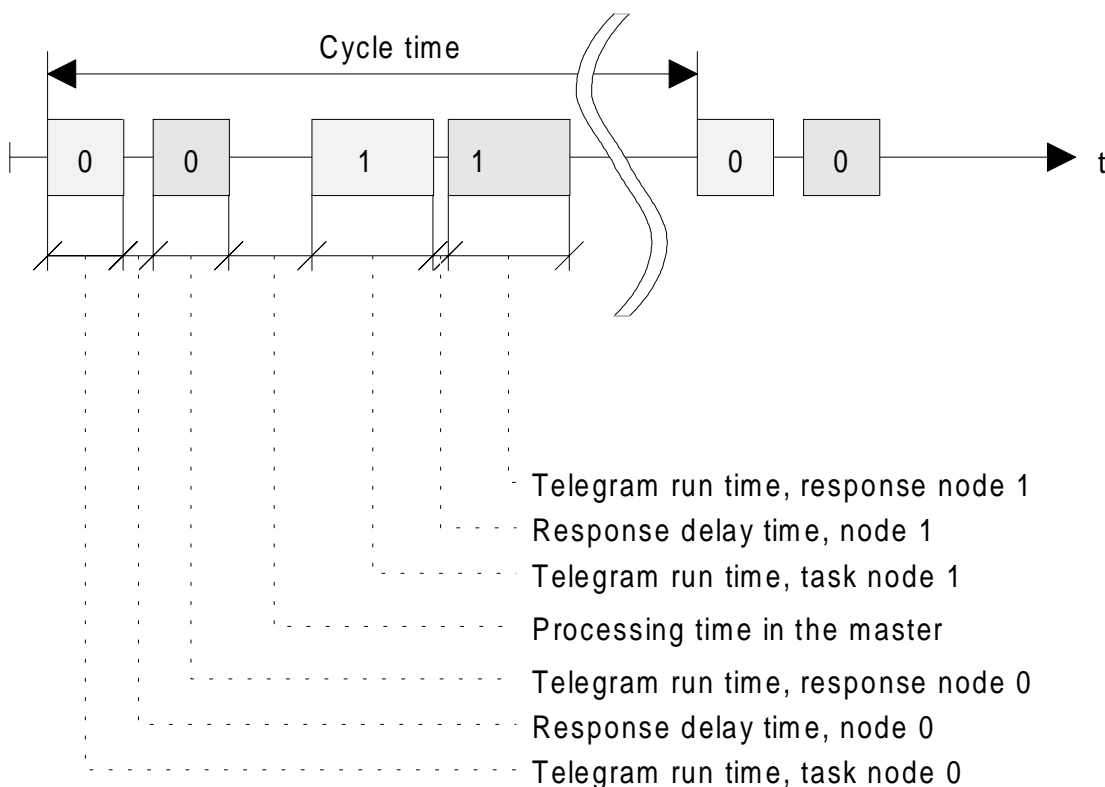 Cycle time
0 0 1 1 0 0 t
Telegram run time, response node 1
Response delay time, node 1
Telegram run time, task node 1
Processing time in the master
Telegram run time, response node 0
Response delay time, node 0
Telegram run time, task node 0